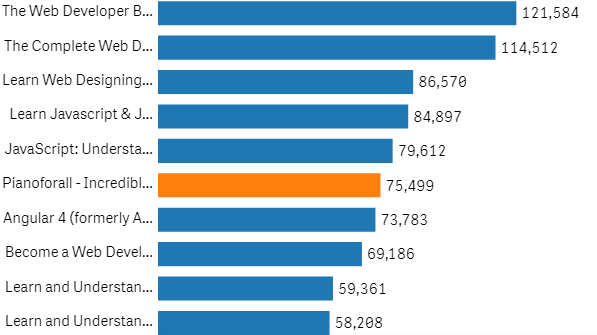 The Web Developer B... 121,584
The Complete Web D... 114,512
Learn Web Designing... 86,570
Learn Javascript & J... 84,897
JavaScript: Understa... 79,612
Pianoforall - Incredibl... 75,499
Angular 4 (formerly A... 73,783
Become a Web Devel... 69,186
Learn and Understan... 59,361
Learn and Understan... 58,208